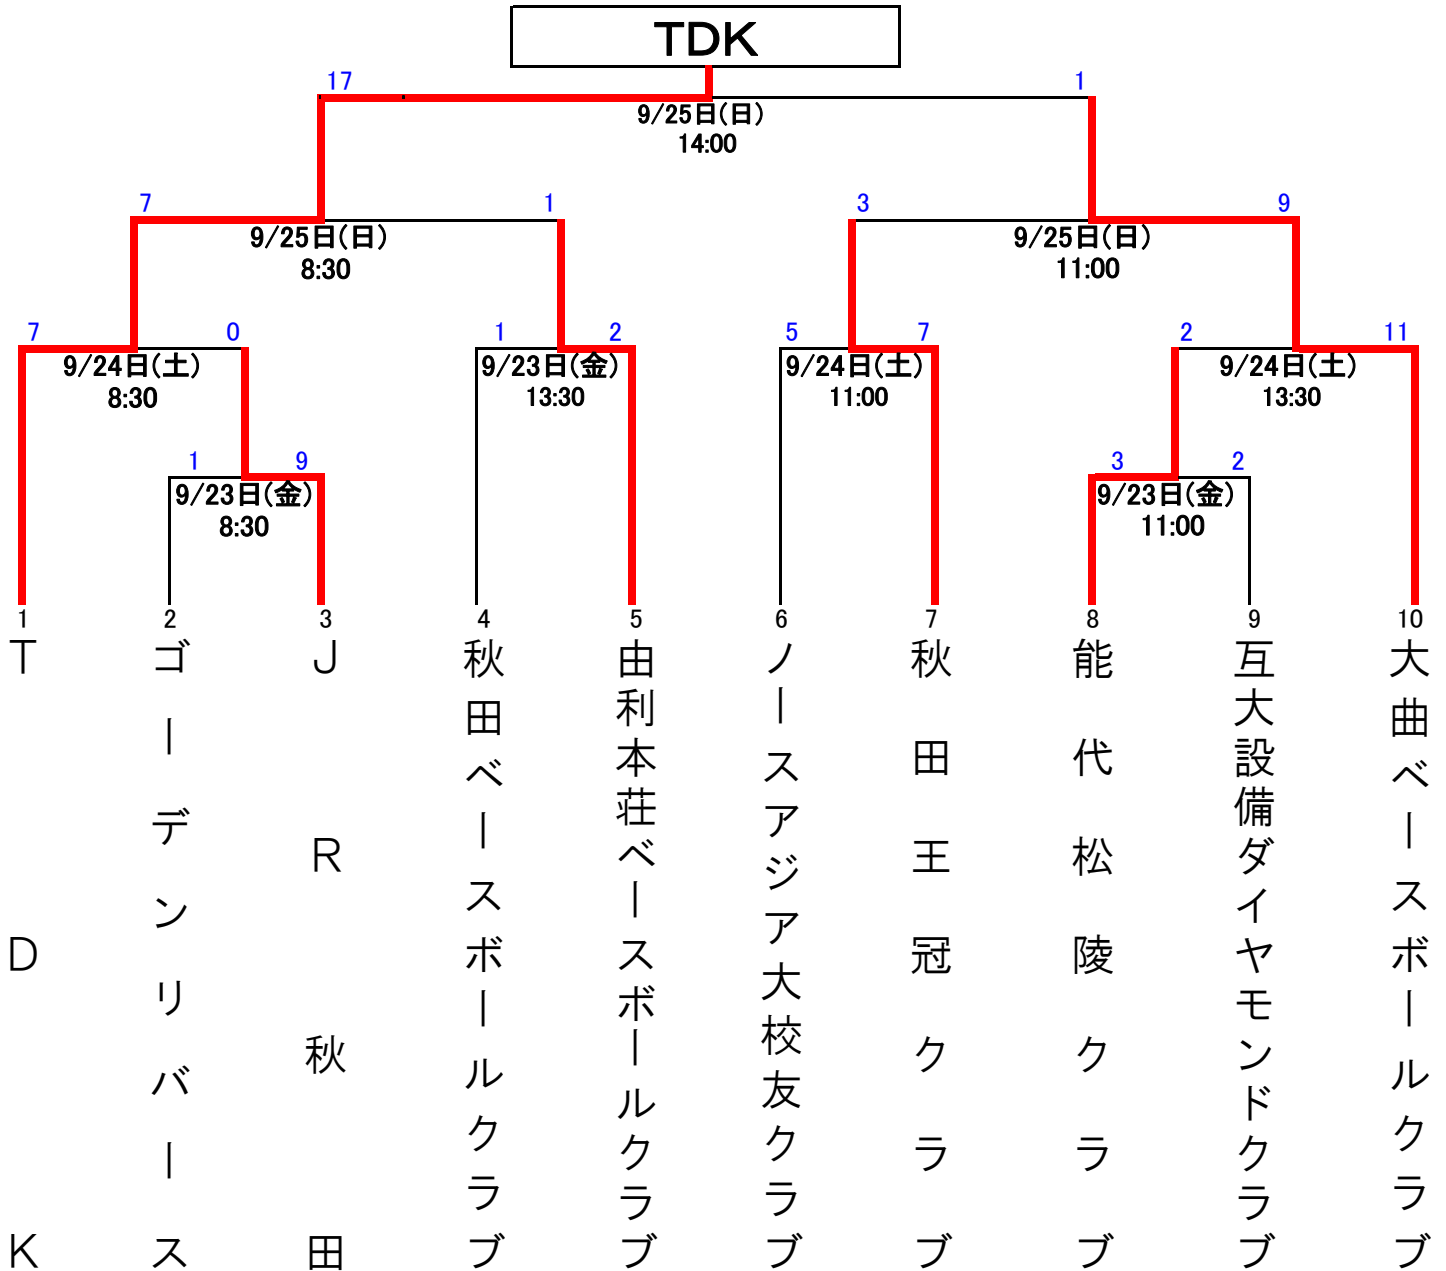 TDK
17 1
9/25日(日)
14:00
7 1 3 9
9/25日(日) 9/25日(日)
8:30 11:00
7 0 1 2 5 7 2 11
9/24日(土) 9/23日(金) 9/24日(土) 9/24日(土)
8:30 13:30 11:00 13:30
1 9 3 2
9/23日(金) 9/23日(金)
8:30 11:00
1 2 3 4 5 6 7 8 9 10
TDK
ゴーデンリバース
JR秋田
秋田ベースボールクラブ
由利本荘ベースボールクラブ
ノースアジア大校友クラブ
秋田王冠クラブ
能代松陵クラブ
互大設備ダイヤモンドクラブ
大曲ベースボールクラブ